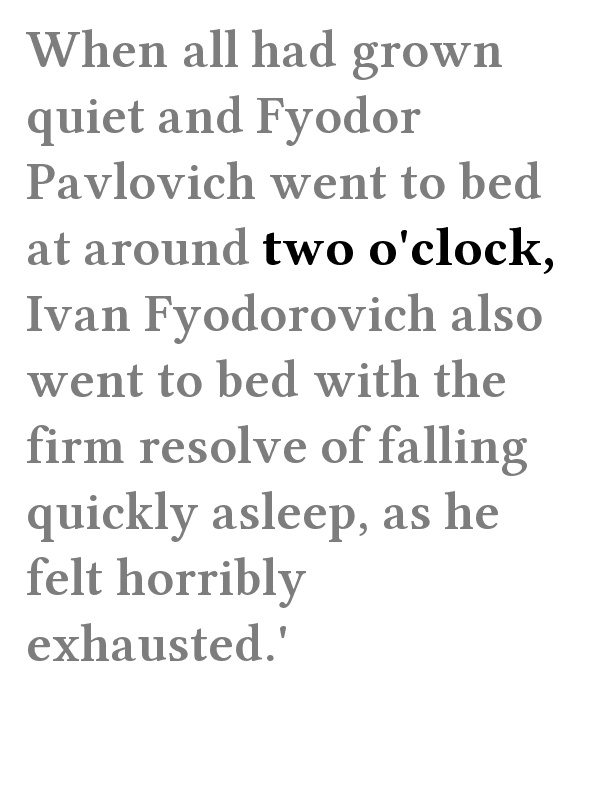 When all had grown
quiet and Fyodor
Pavlovich went to bed
at around two o'clock,
Ivan Fyodorovich also
went to bed with the
firm resolve of falling
quickly asleep, as he
felt horribly
exhausted.'